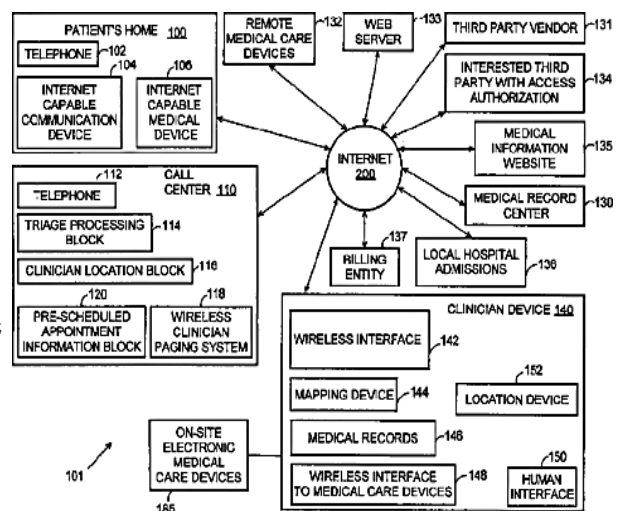 PATIENT'S HOME 100
TELEPHONE
102
104
106
INTERNET
CAPABLE
COMMUNICATION
DEVICE
INTERNET
CAPABLE
MEDICAL
DEVICE
REMOTE
MEDICAL CARE
DEVICES
132
WEB
SERVER
133
THIRD PARTY VENDOR
131
INTERESTED THIRD
PARTY WITH ACCESS
AUTHORIZATION
134
MEDICAL
INFORMATION
WEBSITE
135
INTERNET
200
MEDICAL RECORD
CENTER
130
LOCAL HOSPITAL
ADMISSIONS
136
137
BILLING
ENTITY
CALL
CENTER 110
112
TELEPHONE
TRIAGE PROCESSING
BLOCK
114
CLINICIAN LOCATION BLOCK
116
120
118
PRE-SCHEDULED
APPOINTMENT
INFORMATION BLOCK
WIRELESS
CLINICIAN
PAGING SYSTEM
CLINICIAN DEVICE 140
WIRELESS INTERFACE
142
152
MAPPING DEVICE
144
LOCATION DEVICE
MEDICAL RECORDS
146
WIRELESS INTERFACE
TO MEDICAL CARE DEVICES
148
150
HUMAN
INTERFACE
ON-SITE
ELECTRONIC
MEDICAL
CARE DEVICES
165
101